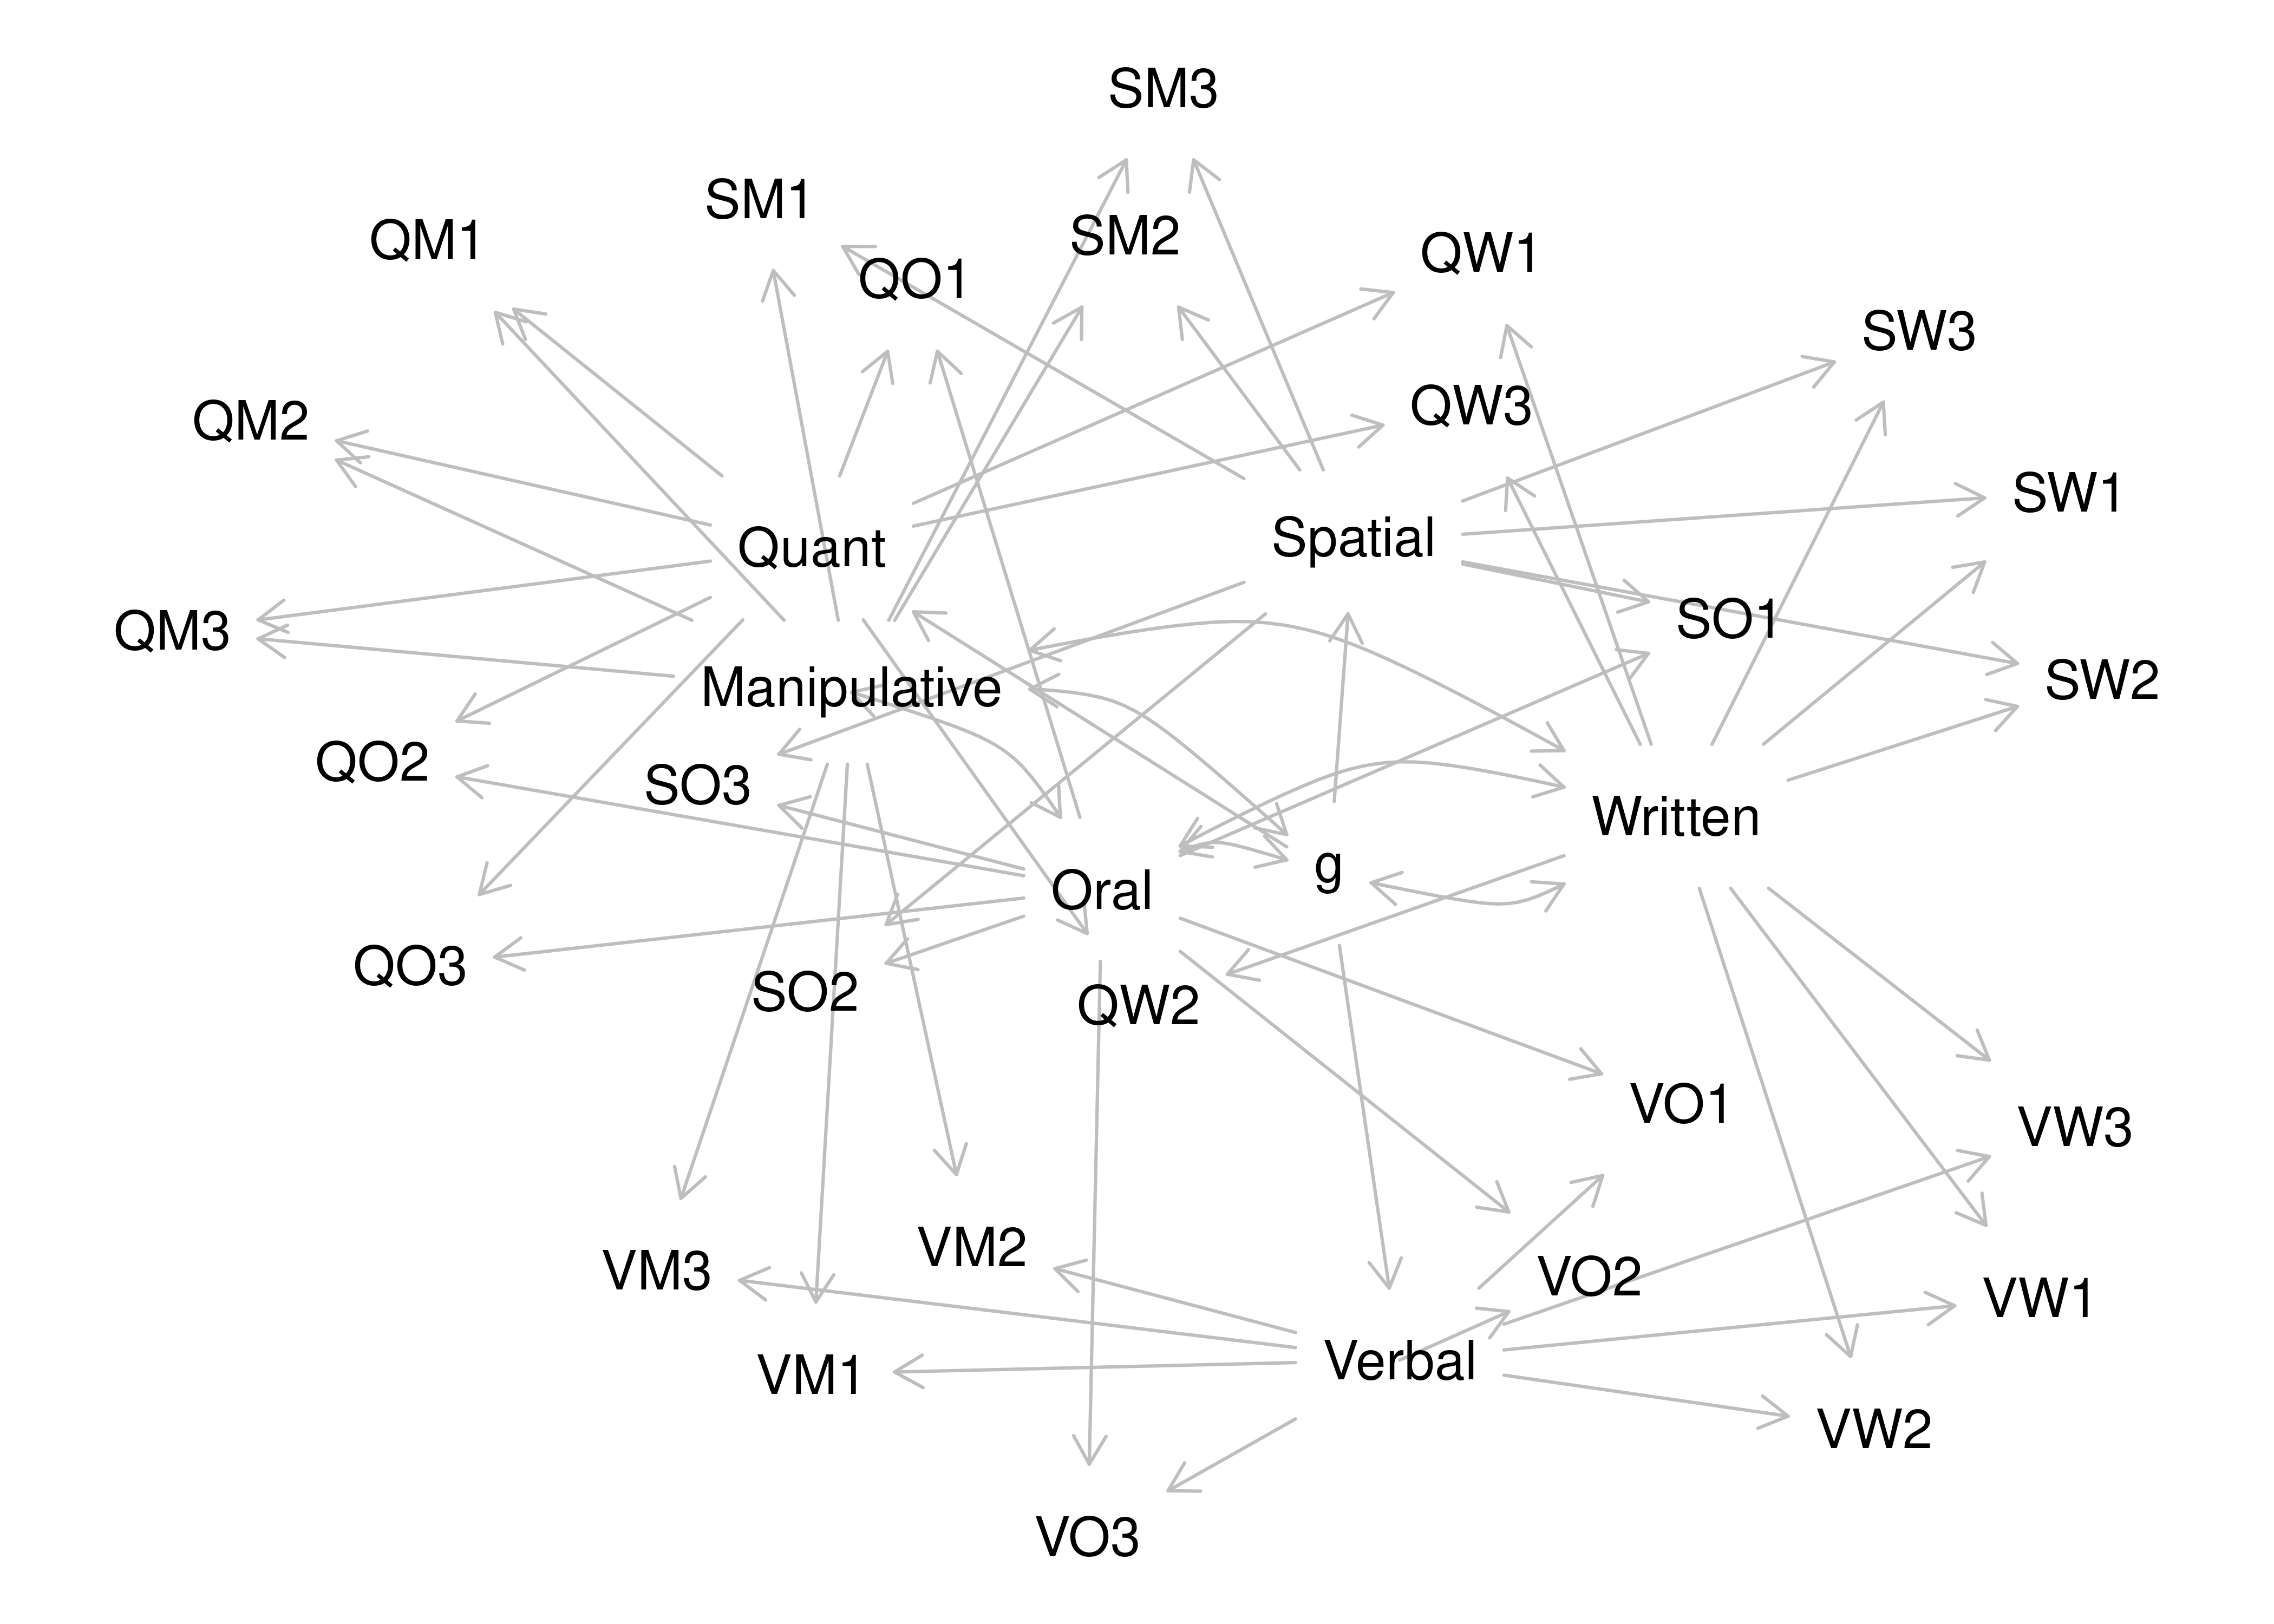 SM3
SM1
QM1
SM2
QW1
QO1
SW3
QW3
QM2
SW1
Spatial
Quant
SO1
QM3
SW2
Manipulative
QO2
SO3
Written
g
Oral
QO3
SO2
QW2
VO1
VW3
VM2
VM3
VO2
VW1
Verbal
VM1
VW2
VO3